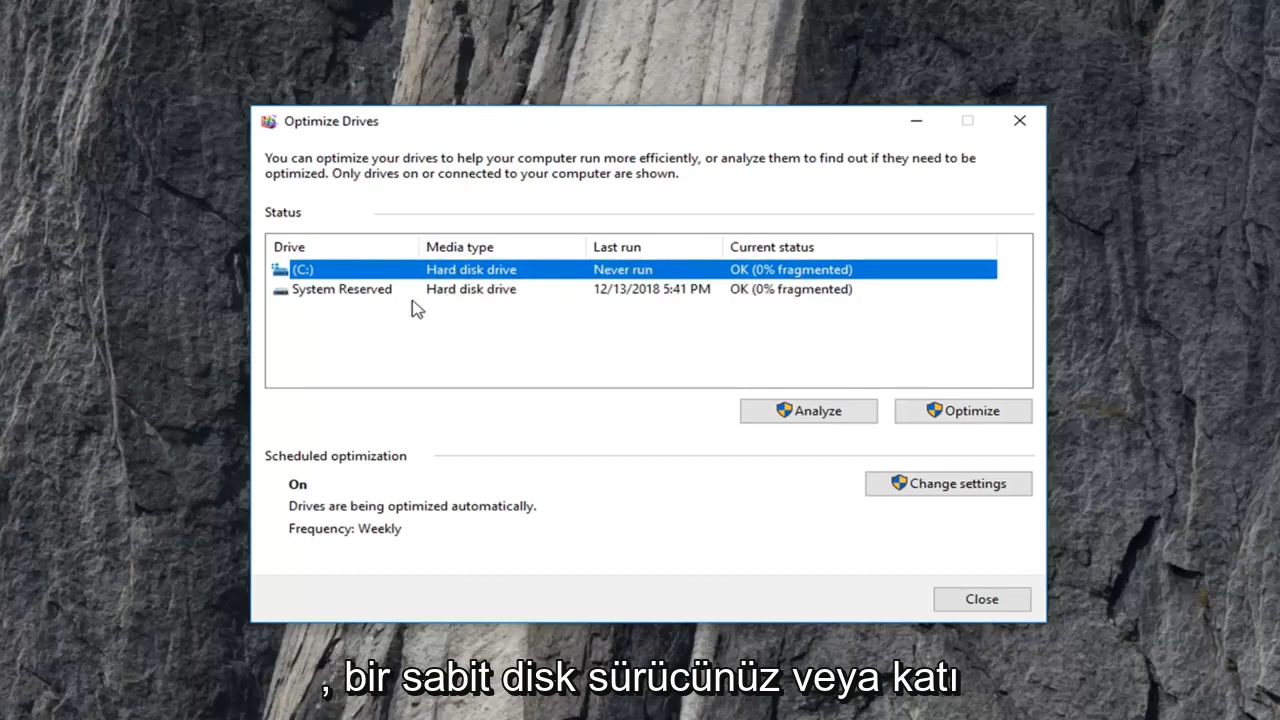 Optimize Drives
You can optimize your drives to help your computer run more efficiently, or analyze them to find out if they need to be
optimized. Only drives on or connected to your computer are shown.
Status
Drive Media type Last run Current status
(C:) Hard disk drive Never run OK (0% fragmented)
System Reserved Hard disk drive 12/13/2018 5:41 PM OK (0% fragmented)
Analyze Optimize
Scheduled optimization
On
Change settings
Drives are being optimized automatically.
Frequency: Weekly
Close
, bir sabit disk sürücünüz veya katı